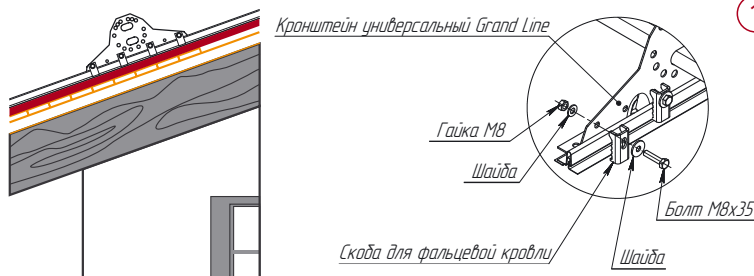 Кронштейн универсальный Grand Line
Гайка М8
Шайба
Болт М8х35
Скоба для фальцевой кровли
Шайба